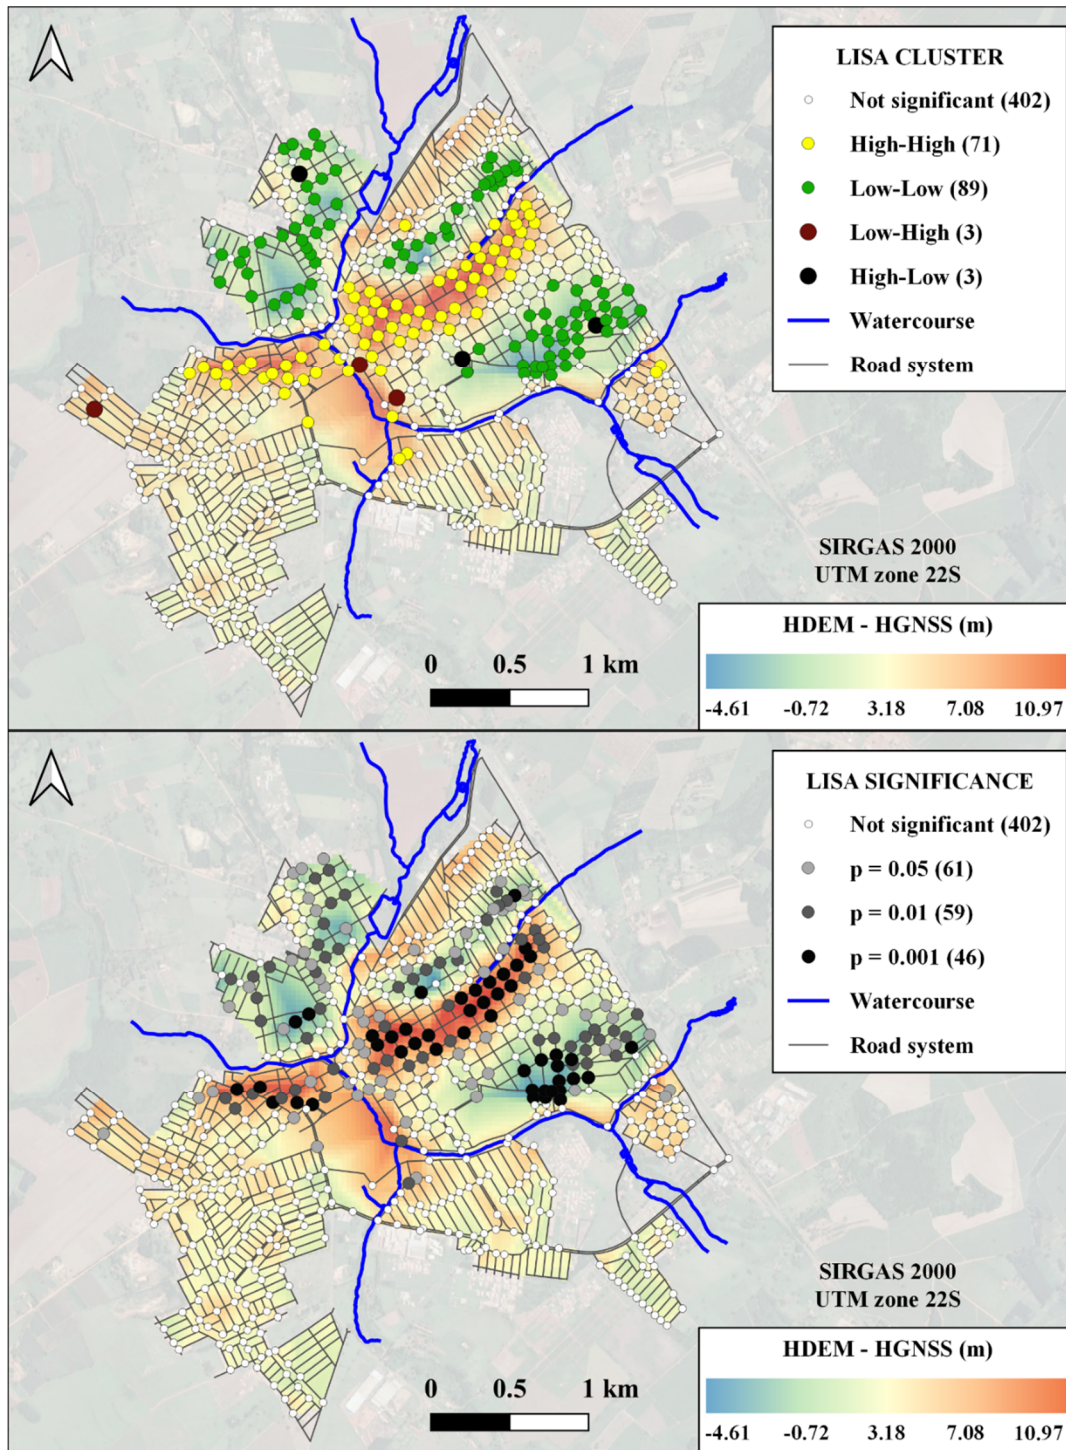 LISA CLUSTER
Not significant (402)
High-High (71)
Low-Low (89)
Low-High (3)
High-Low (3)
Watercourse
Road system
SIRGAS 2000
UTM zone 22S
HDEM - HGNSS (m)
-4.61 -0.72 3.18 7.08 10.97
0 0.5 1 km
LISA SIGNIFICANCE
Not significant (402)
p = 0.05 (61)
p = 0.01 (59)
p = 0.001 (46)
Watercourse
Road system
SIRGAS 2000
UTM zone 22S
HDEM - HGNSS (m)
-4.61 -0.72 3.18 7.08 10.97
0 0.5 1 km